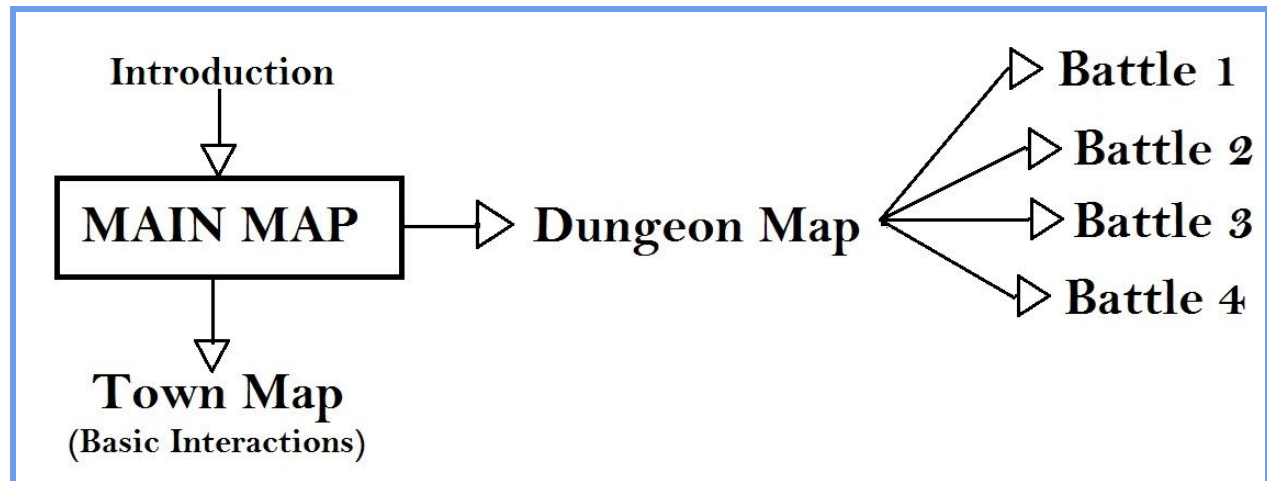 Introduction
MAIN MAP
Dungeon Map
Town Map
(Basic Interactions)
Battle 1
Battle 2
Battle 3
Battle 4